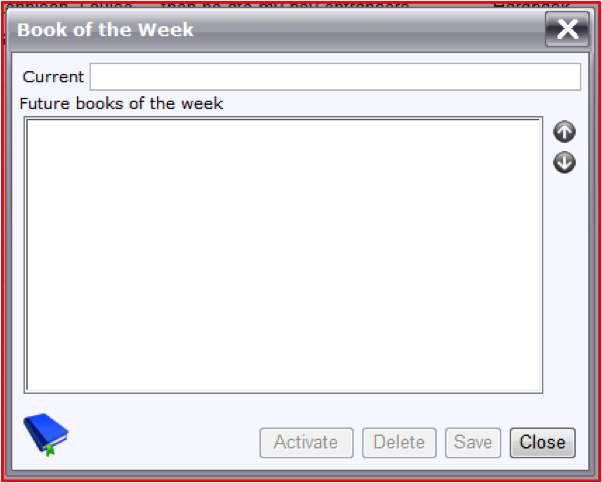 Book of the Week
Current
Future books of the week
Activate Delete Save Close